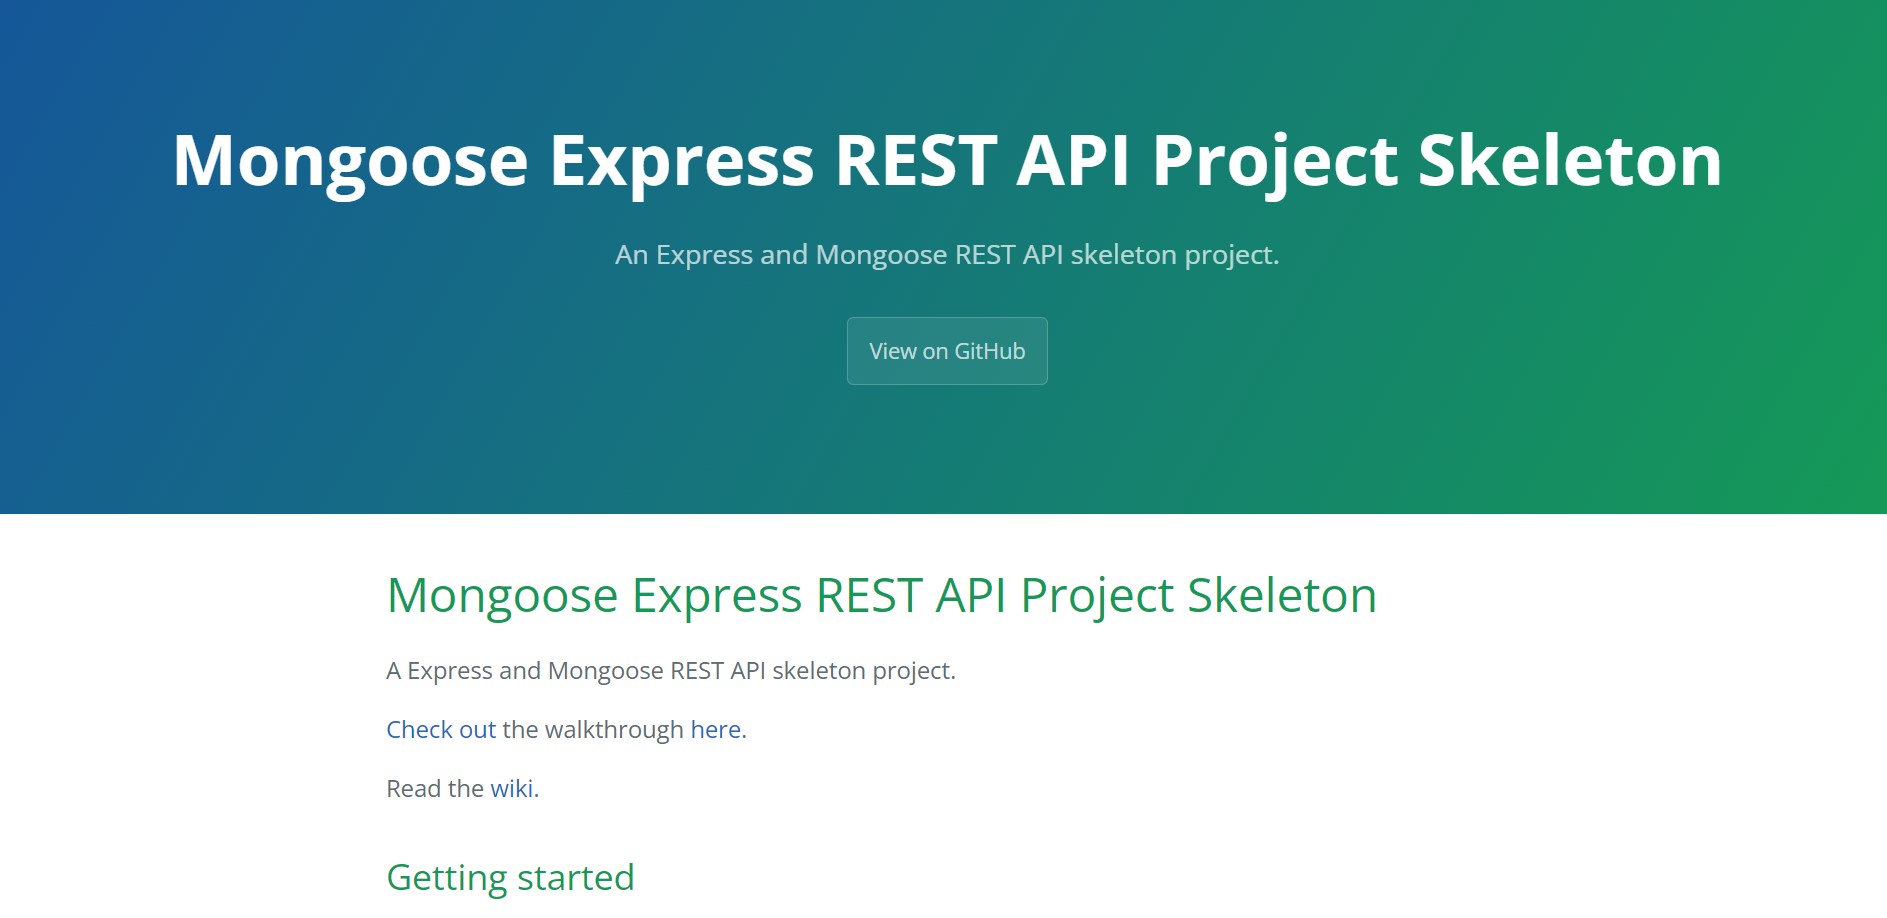 Mongoose Express REST API Project Skeleton
An Express and Mongoose REST API skeleton project.
View on GitHub
Mongoose Express REST API Project Skeleton
A Express and Mongoose REST API skeleton project.
Check out the walkthrough here.
Read the wiki.
Getting started